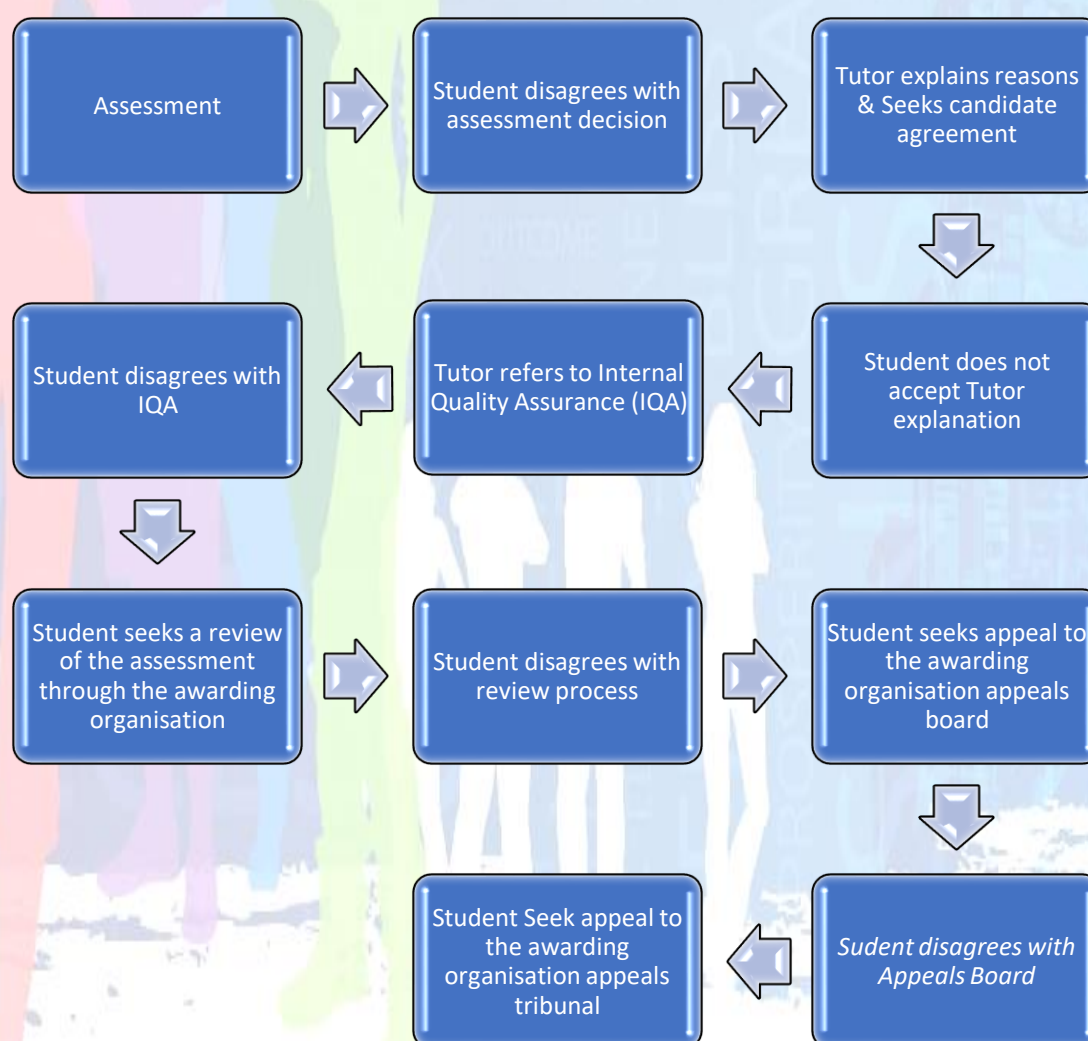 Assessment
Student disagrees with
assessment decision
Tutor explains reasons
& Seeks candidate
agreement
Student does not
accept Tutor
explanation
Tutor refers to Internal
Quality Assurance (IQA)
Student disagrees with
IQA
Student seeks a review
of the assessment
through the awarding
organisation
Student disagrees with
review process
Student seeks appeal to
the awarding
organisation appeals
board
Sudent disagrees with
Appeals Board
Student Seek appeal to
the awarding
organisation appeals
tribunal